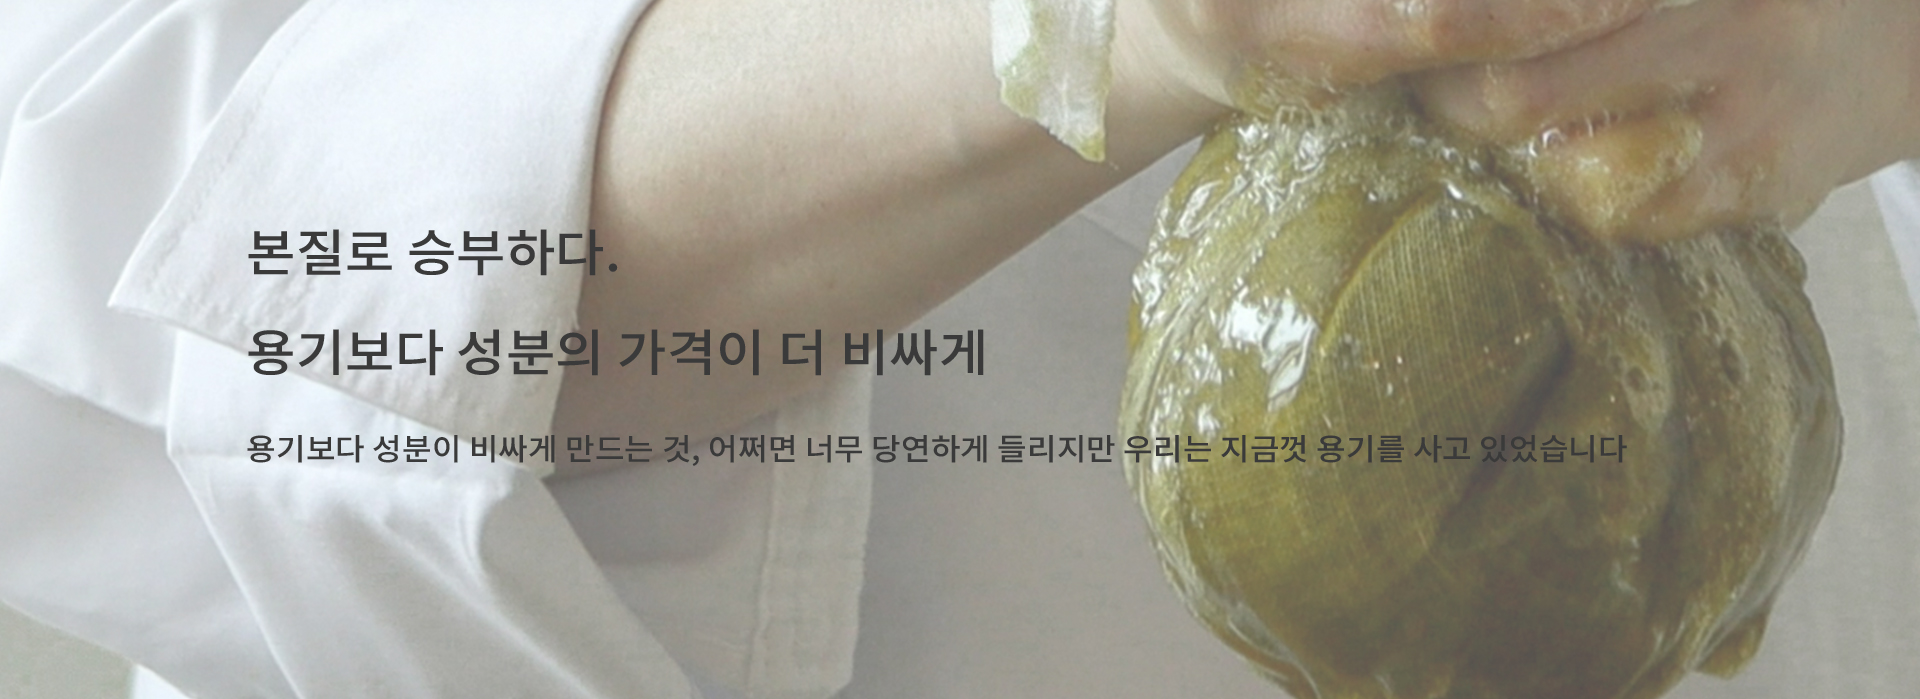 본질로 승부하다.
용기보다 성분의 가격이 더 비싸게
용기보다 성분이 비싸게 만드는 것, 어쩌면 너무 당연하게 들리지만 우리는 지금껏 용기를 사고 있었습니다